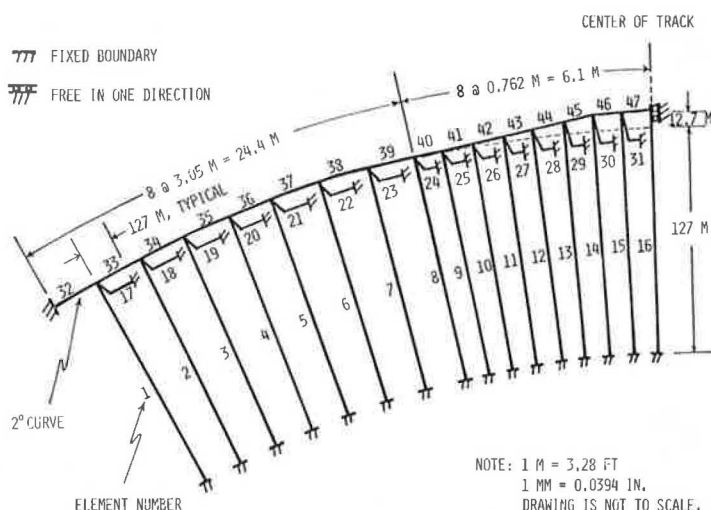 CENTER OF TRACK
FIXED BOUNDARY
FREE IN ONE DIRECTION
8 @ 0.762 M = 6.1 M
8 @ 3.05 M = 24.4 M
127 M, TYPICAL
12.7 M
127 M
32 33 34 35 36 37 38 39 40 41 42 43 44 45 46 47
17 18 19 20 21 22 23 24 25 26 27 28 29 30 31
1 2 3 4 5 6 7 8 9 10 11 12 13 14 15 16
2° CURVE
ELEMENT NUMBER
NOTE: 1 M = 3.28 FT
1 MM = 0.0394 IN.
DRAWING IS NOT TO SCALE.